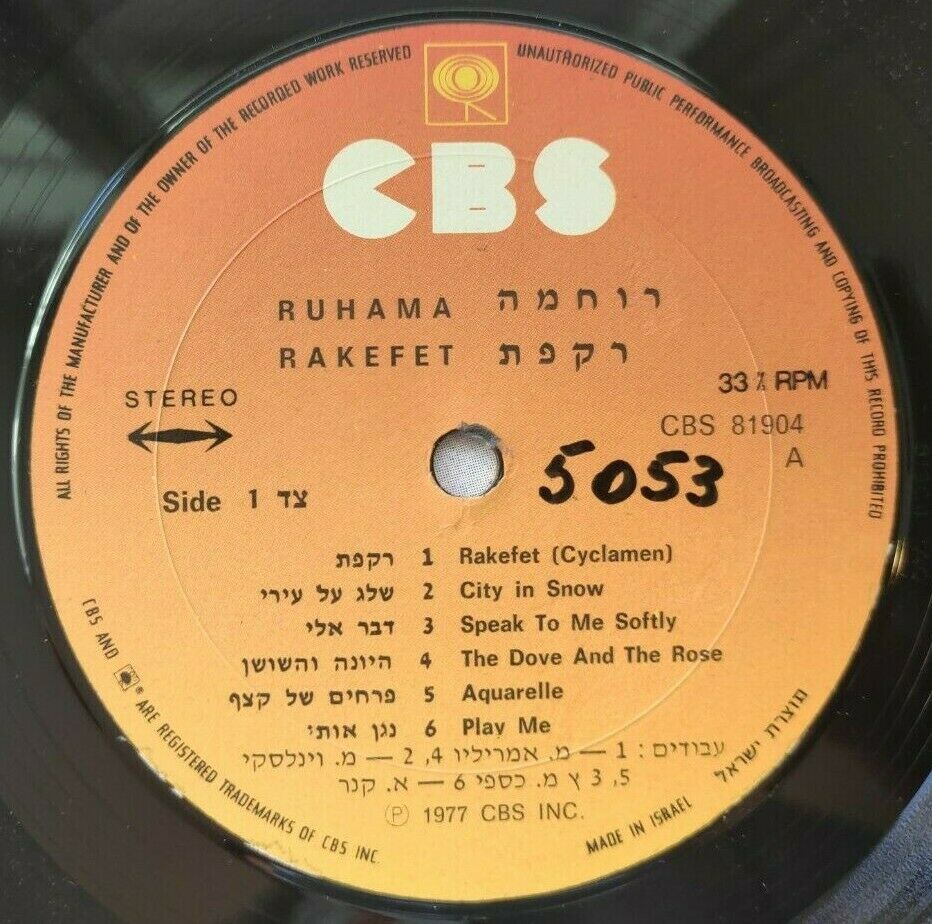 ALL RIGHTS OF THE MANUFACTURER AND OF THE OWNER OF THE RECORDED WORK RESERVED
UNAUTHORIZED PUBLIC PERFORMANCE BROADCASTING AND COPYING OF THIS RECORD PROHIBITED
CBS
RUHAMA רוחמה
RAKEFET רקפת
STEREO
33 ⅓ RPM
CBS 81904
A
5053
Side 1 צד
רקפת 1 Rakefet (Cyclamen)
שלג על עירי 2 City in Snow
דבר אלי 3 Speak To Me Softly
היונה והשושן 4 The Dove And The Rose
פרחים של קצף 5 Aquarelle
נגן אותי 6 Play Me
עבודים: 1 — מ. אמריליו 2, 4 — מ. וינלסקי
3, 5 ץ מ. כספי 6 — א. קנר
Ⓟ 1977 CBS INC.
CBS AND ® ARE REGISTERED TRADEMARKS OF CBS INC.
MADE IN ISRAEL
מוצרת ישראל